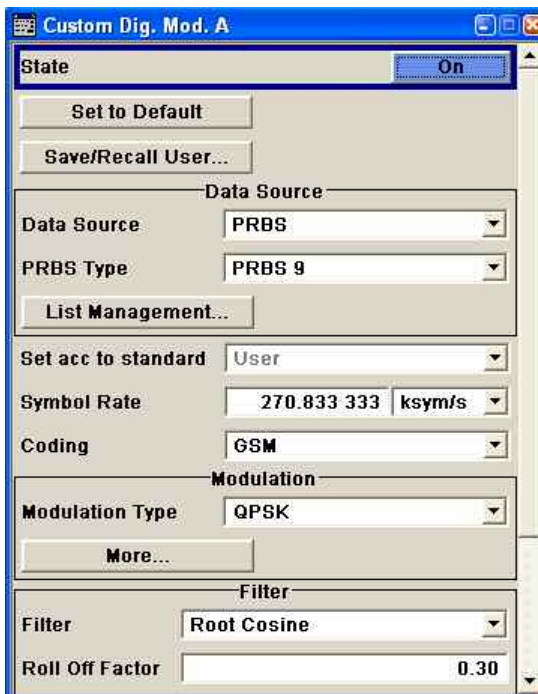 Custom Dig. Mod. A
State On
Set to Default
Save/Recall User...
Data Source
Data Source PRBS
PRBS Type PRBS 9
List Management...
Set acc to standard User
Symbol Rate 270.833 333 ksym/s
Coding GSM
Modulation
Modulation Type QPSK
More...
Filter
Filter Root Cosine
Roll Off Factor 0.30